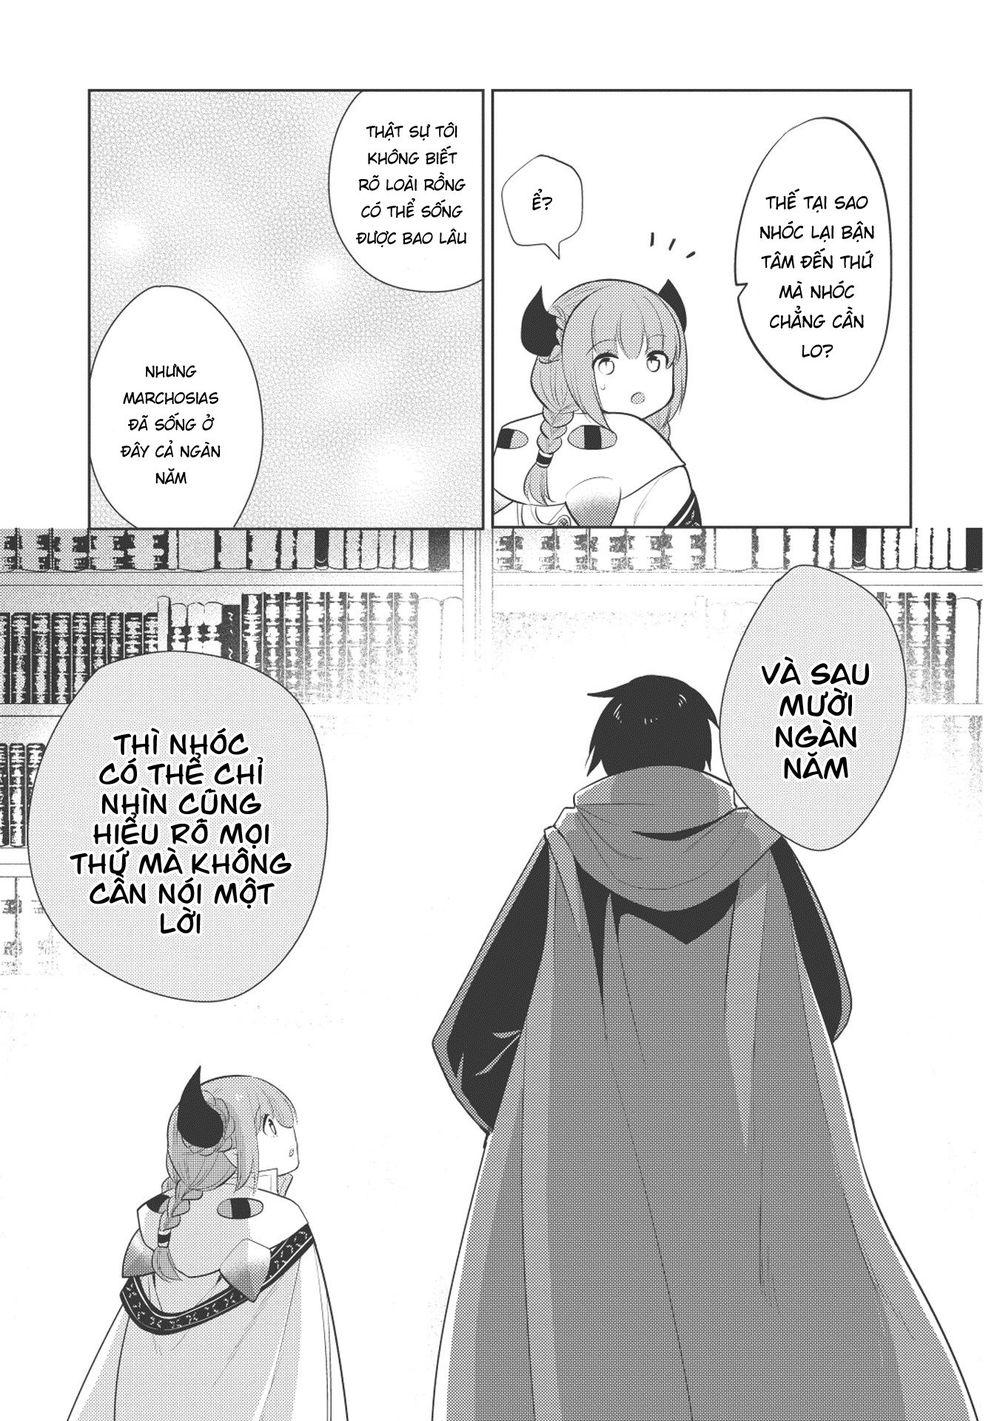 THẾ TẠI SAO
NHÓC LẠI BẬN
TÂM ĐẾN THỨ
MÀ NHÓC
CHẲNG CẦN
LO?
Ể?
THẬT SỰ TÔI
KHÔNG BIẾT
RÕ LOÀI RỒNG
CÓ THỂ SỐNG
ĐƯỢC BAO LÂU
NHƯNG
MARCHOSIAS
ĐÃ SỐNG Ở
ĐÂY CẢ NGÀN
NĂM
VÀ SAU
MƯỜI
NGÀN
NĂM
THÌ NHÓC
CÓ THỂ CHỈ
NHÌN CŨNG
HIỂU RÕ MỌI
THỨ MÀ KHÔNG
CẦN NÓI MỘT
LỜI